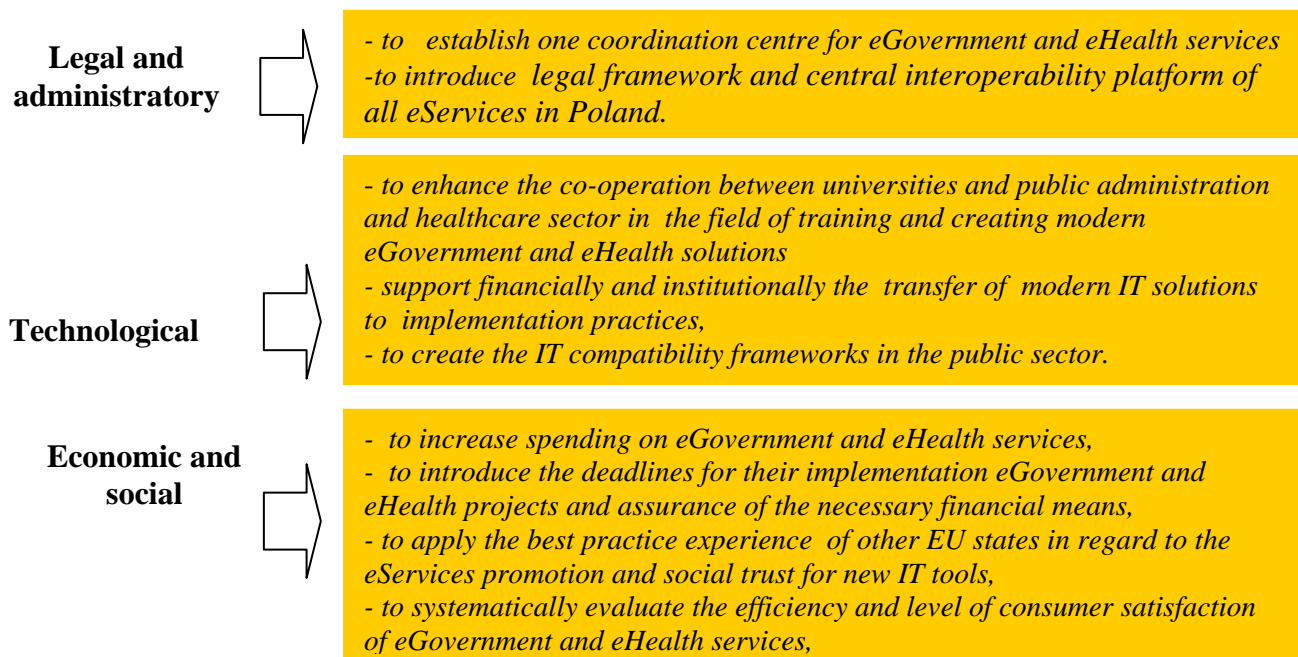 Legal and
administratory
- to establish one coordination centre for eGovernment and eHealth services
-to introduce legal framework and central interoperability platform of
all eServices in Poland.
Technological
- to enhance the co-operation between universities and public administration
and healthcare sector in the field of training and creating modern
eGovernment and eHealth solutions
- support financially and institutionally the transfer of modern IT solutions
to implementation practices,
- to create the IT compatibility frameworks in the public sector.
Economic and
social
- to increase spending on eGovernment and eHealth services,
- to introduce the deadlines for their implementation eGovernment and
eHealth projects and assurance of the necessary financial means,
- to apply the best practice experience of other EU states in regard to the
eServices promotion and social trust for new IT tools,
- to systematically evaluate the efficiency and level of consumer satisfaction
of eGovernment and eHealth services,